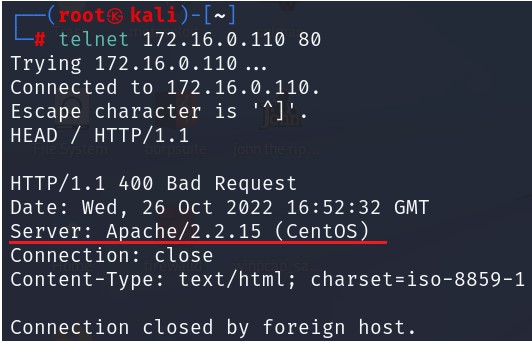 ┌──(root㉿kali)-[~]
└─# telnet 172.16.0.110 80
Trying 172.16.0.110...
Connected to 172.16.0.110.
Escape character is '^]'.
HEAD / HTTP/1.1

HTTP/1.1 400 Bad Request
Date: Wed, 26 Oct 2022 16:52:32 GMT
Server: Apache/2.2.15 (CentOS)
Connection: close
Content-Type: text/html; charset=iso-8859-1

Connection closed by foreign host.